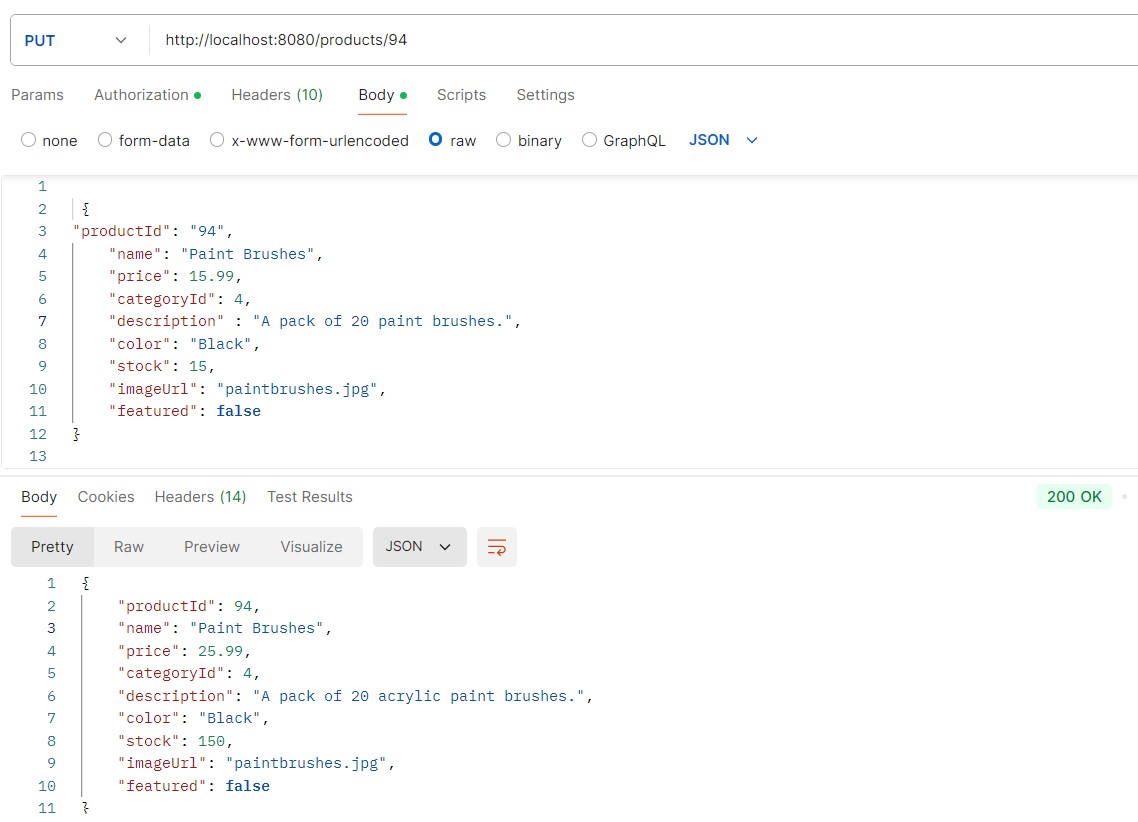 PUT http://localhost:8080/products/94
Params Authorization Headers (10) Body Scripts Settings
none form-data x-www-form-urlencoded raw binary GraphQL JSON
1
2 {
3 "productId": "94",
4 "name": "Paint Brushes",
5 "price": 15.99,
6 "categoryId": 4,
7 "description" : "A pack of 20 paint brushes.",
8 "color": "Black",
9 "stock": 15,
10 "imageUrl": "paintbrushes.jpg",
11 "featured": false
12 }
13
Body Cookies Headers (14) Test Results 200 OK
Pretty Raw Preview Visualize JSON
1 {
2 "productId": 94,
3 "name": "Paint Brushes",
4 "price": 25.99,
5 "categoryId": 4,
6 "description": "A pack of 20 acrylic paint brushes.",
7 "color": "Black",
8 "stock": 150,
9 "imageUrl": "paintbrushes.jpg",
10 "featured": false
11 }